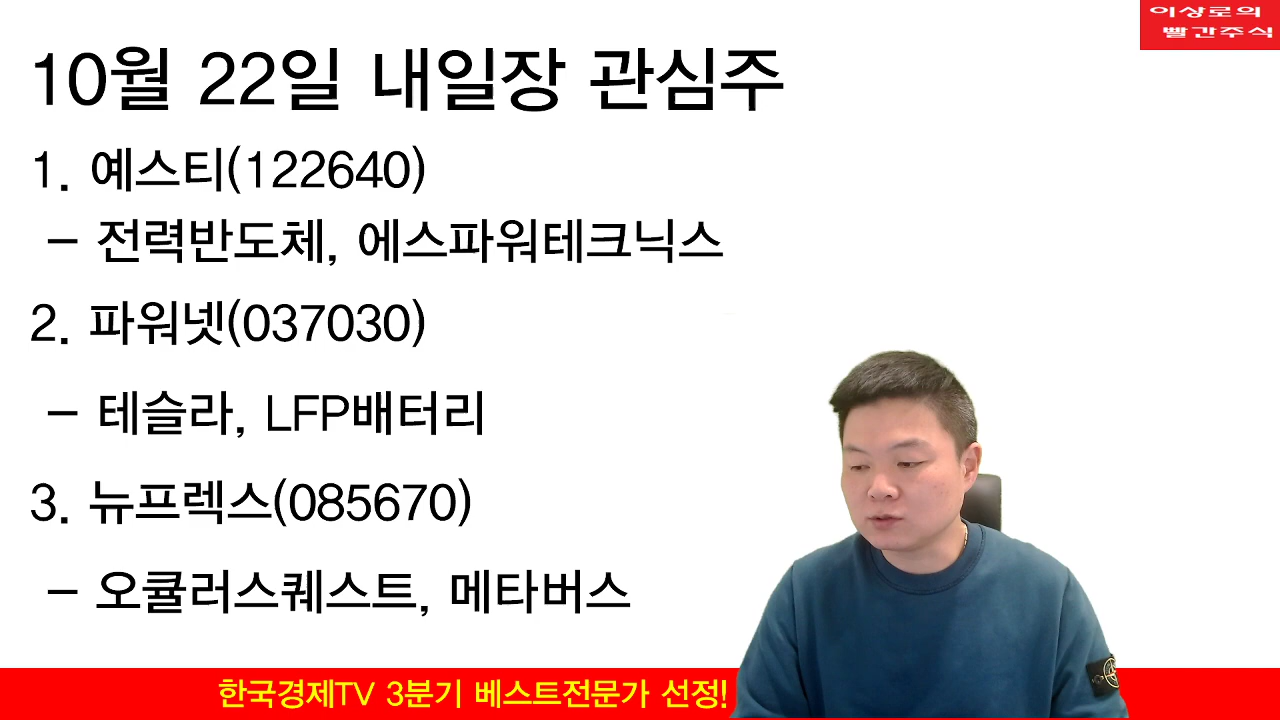 이상로의
빨간주식
10월 22일 내일장 관심주
1. 예스티(122640)
- 전력반도체, 에스파워테크닉스
2. 파워넷(037030)
- 테슬라, LFP배터리
3. 뉴프렉스(085670)
- 오큘러스퀘스트, 메타버스
한국경제TV 3분기 베스트전문가 선정!